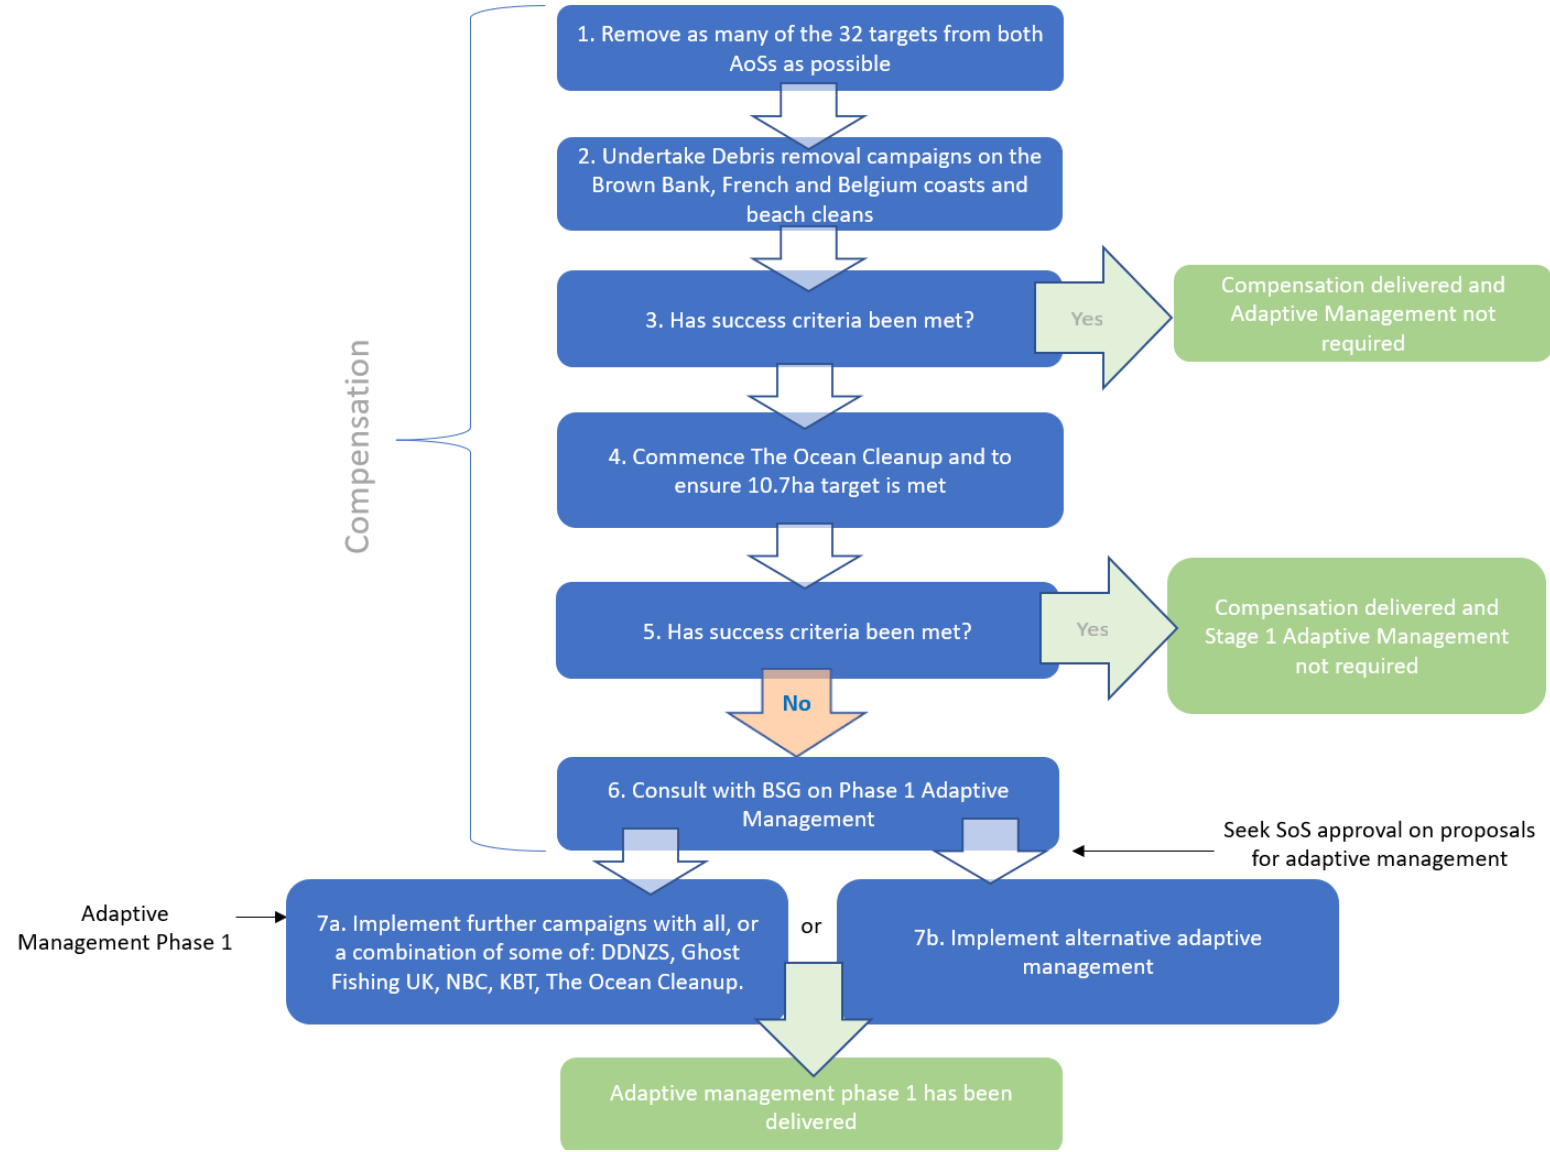 1. Remove as many of the 32 targets from both
AoSs as possible
2. Undertake Debris removal campaigns on the
Brown Bank, French and Belgium coasts and
beach cleans
3. Has success criteria been met?
Yes
Compensation delivered and
Adaptive Management not
required
Compensation
4. Commence The Ocean Cleanup and to
ensure 10.7ha target is met
5. Has success criteria been met?
Yes
Compensation delivered and
Stage 1 Adaptive Management
not required
No
6. Consult with BSG on Phase 1 Adaptive
Management
Seek SoS approval on proposals
for adaptive management
Adaptive
Management Phase 1
7a. Implement further campaigns with all, or
a combination of some of: DDNZS, Ghost
Fishing UK, NBC, KBT, The Ocean Cleanup.
or
7b. Implement alternative adaptive
management
Adaptive management phase 1 has been
delivered